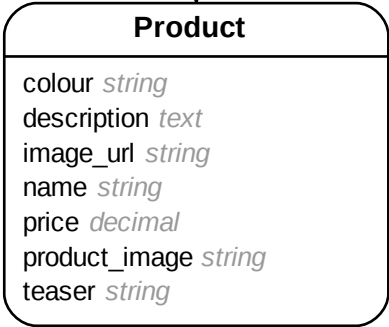 Product
colour string
description text
image_url string
name string
price decimal
product_image string
teaser string